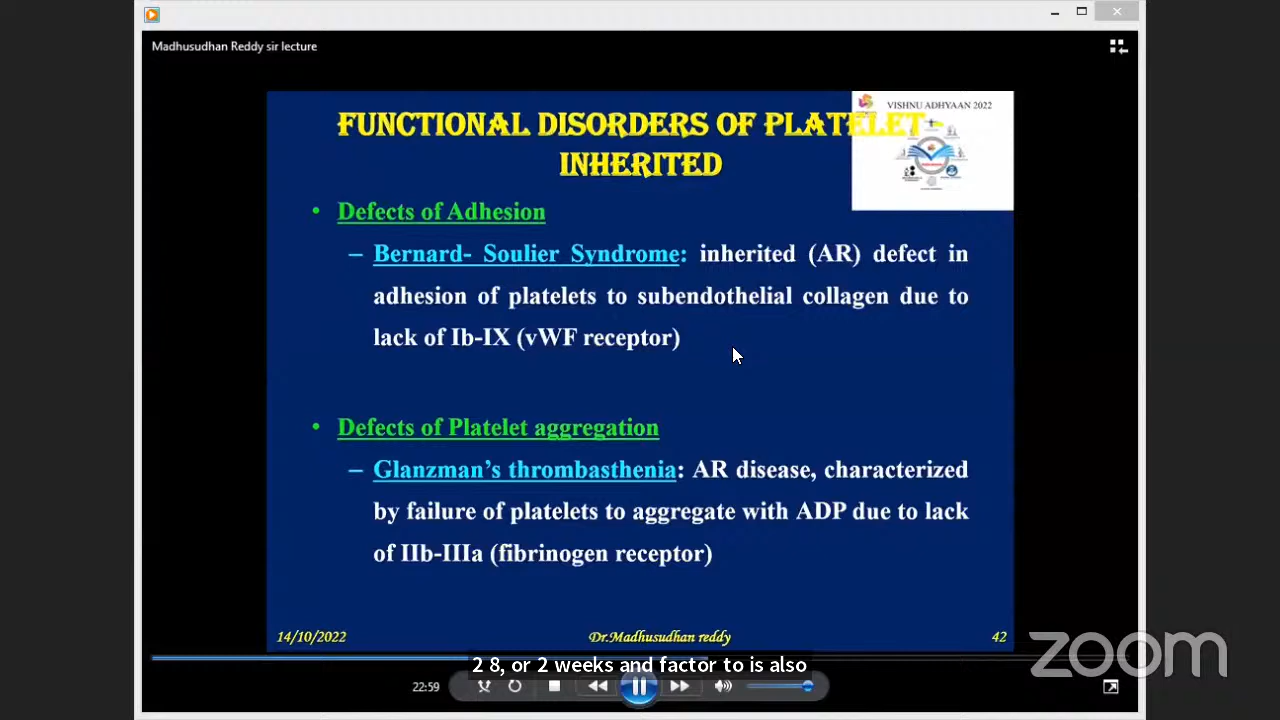 Madhusudhan Reddy sir lecture
VISHNU ADHYAAN 2022
FUNCTIONAL DISORDERS OF PLATELET -
INHERITED
• Defects of Adhesion
– Bernard- Soulier Syndrome: inherited (AR) defect in
adhesion of platelets to subendothelial collagen due to
lack of Ib-IX (vWF receptor)
• Defects of Platelet aggregation
– Glanzman's thrombasthenia: AR disease, characterized
by failure of platelets to aggregate with ADP due to lack
of IIb-IIIa (fibrinogen receptor)
14/10/2022 Dr.Madhusudhan reddy 42
2 8, or 2 weeks and factor to is also
22:59
zoom